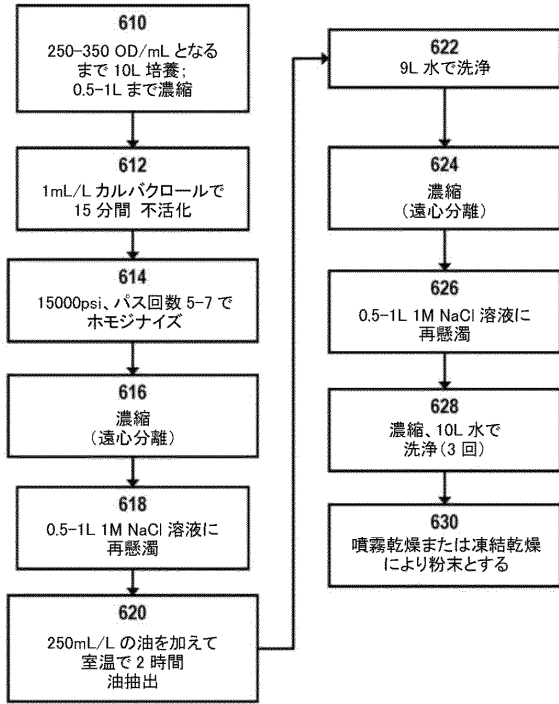 610
250-350 OD/mL となる
まで 10L 培養;
0.5-1L まで濃縮
612
1mL/L カルバクロールで
15 分間 不活化
614
15000psi、パス回数 5-7 で
ホモジナイズ
616
濃縮
(遠心分離)
618
0.5-1L 1M NaCl 溶液に
再懸濁
620
250mL/L の油を加えて
室温で 2 時間
油抽出
622
9L 水で洗浄
624
濃縮
(遠心分離)
626
0.5-1L 1M NaCl 溶液に
再懸濁
628
濃縮、10L 水で
洗浄(3 回)
630
噴霧乾燥または凍結乾燥
により粉末とする